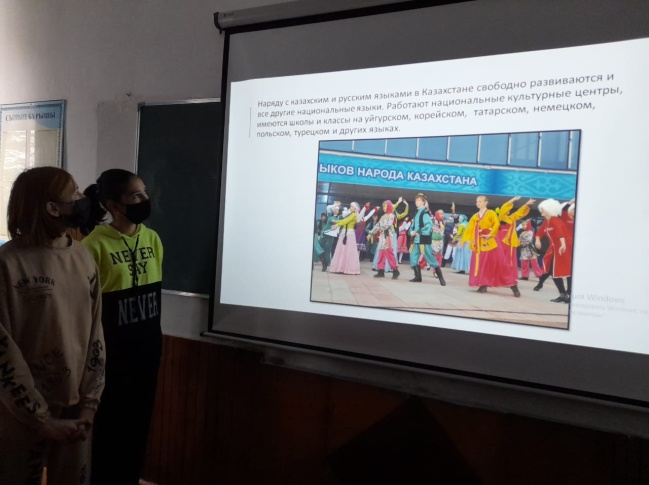 Наряду с казахским и русским языками в Казахстане свободно развиваются и
все другие национальные языки. Работают национальные культурные центры,
имеются школы и классы на уйгурском, корейском, татарском, немецком,
польском, турецком и других языках.
ЫКОВ НАРОДА КАЗАХСТАНА
NEVER
SAY
NEVER
NEW YORK
Windows